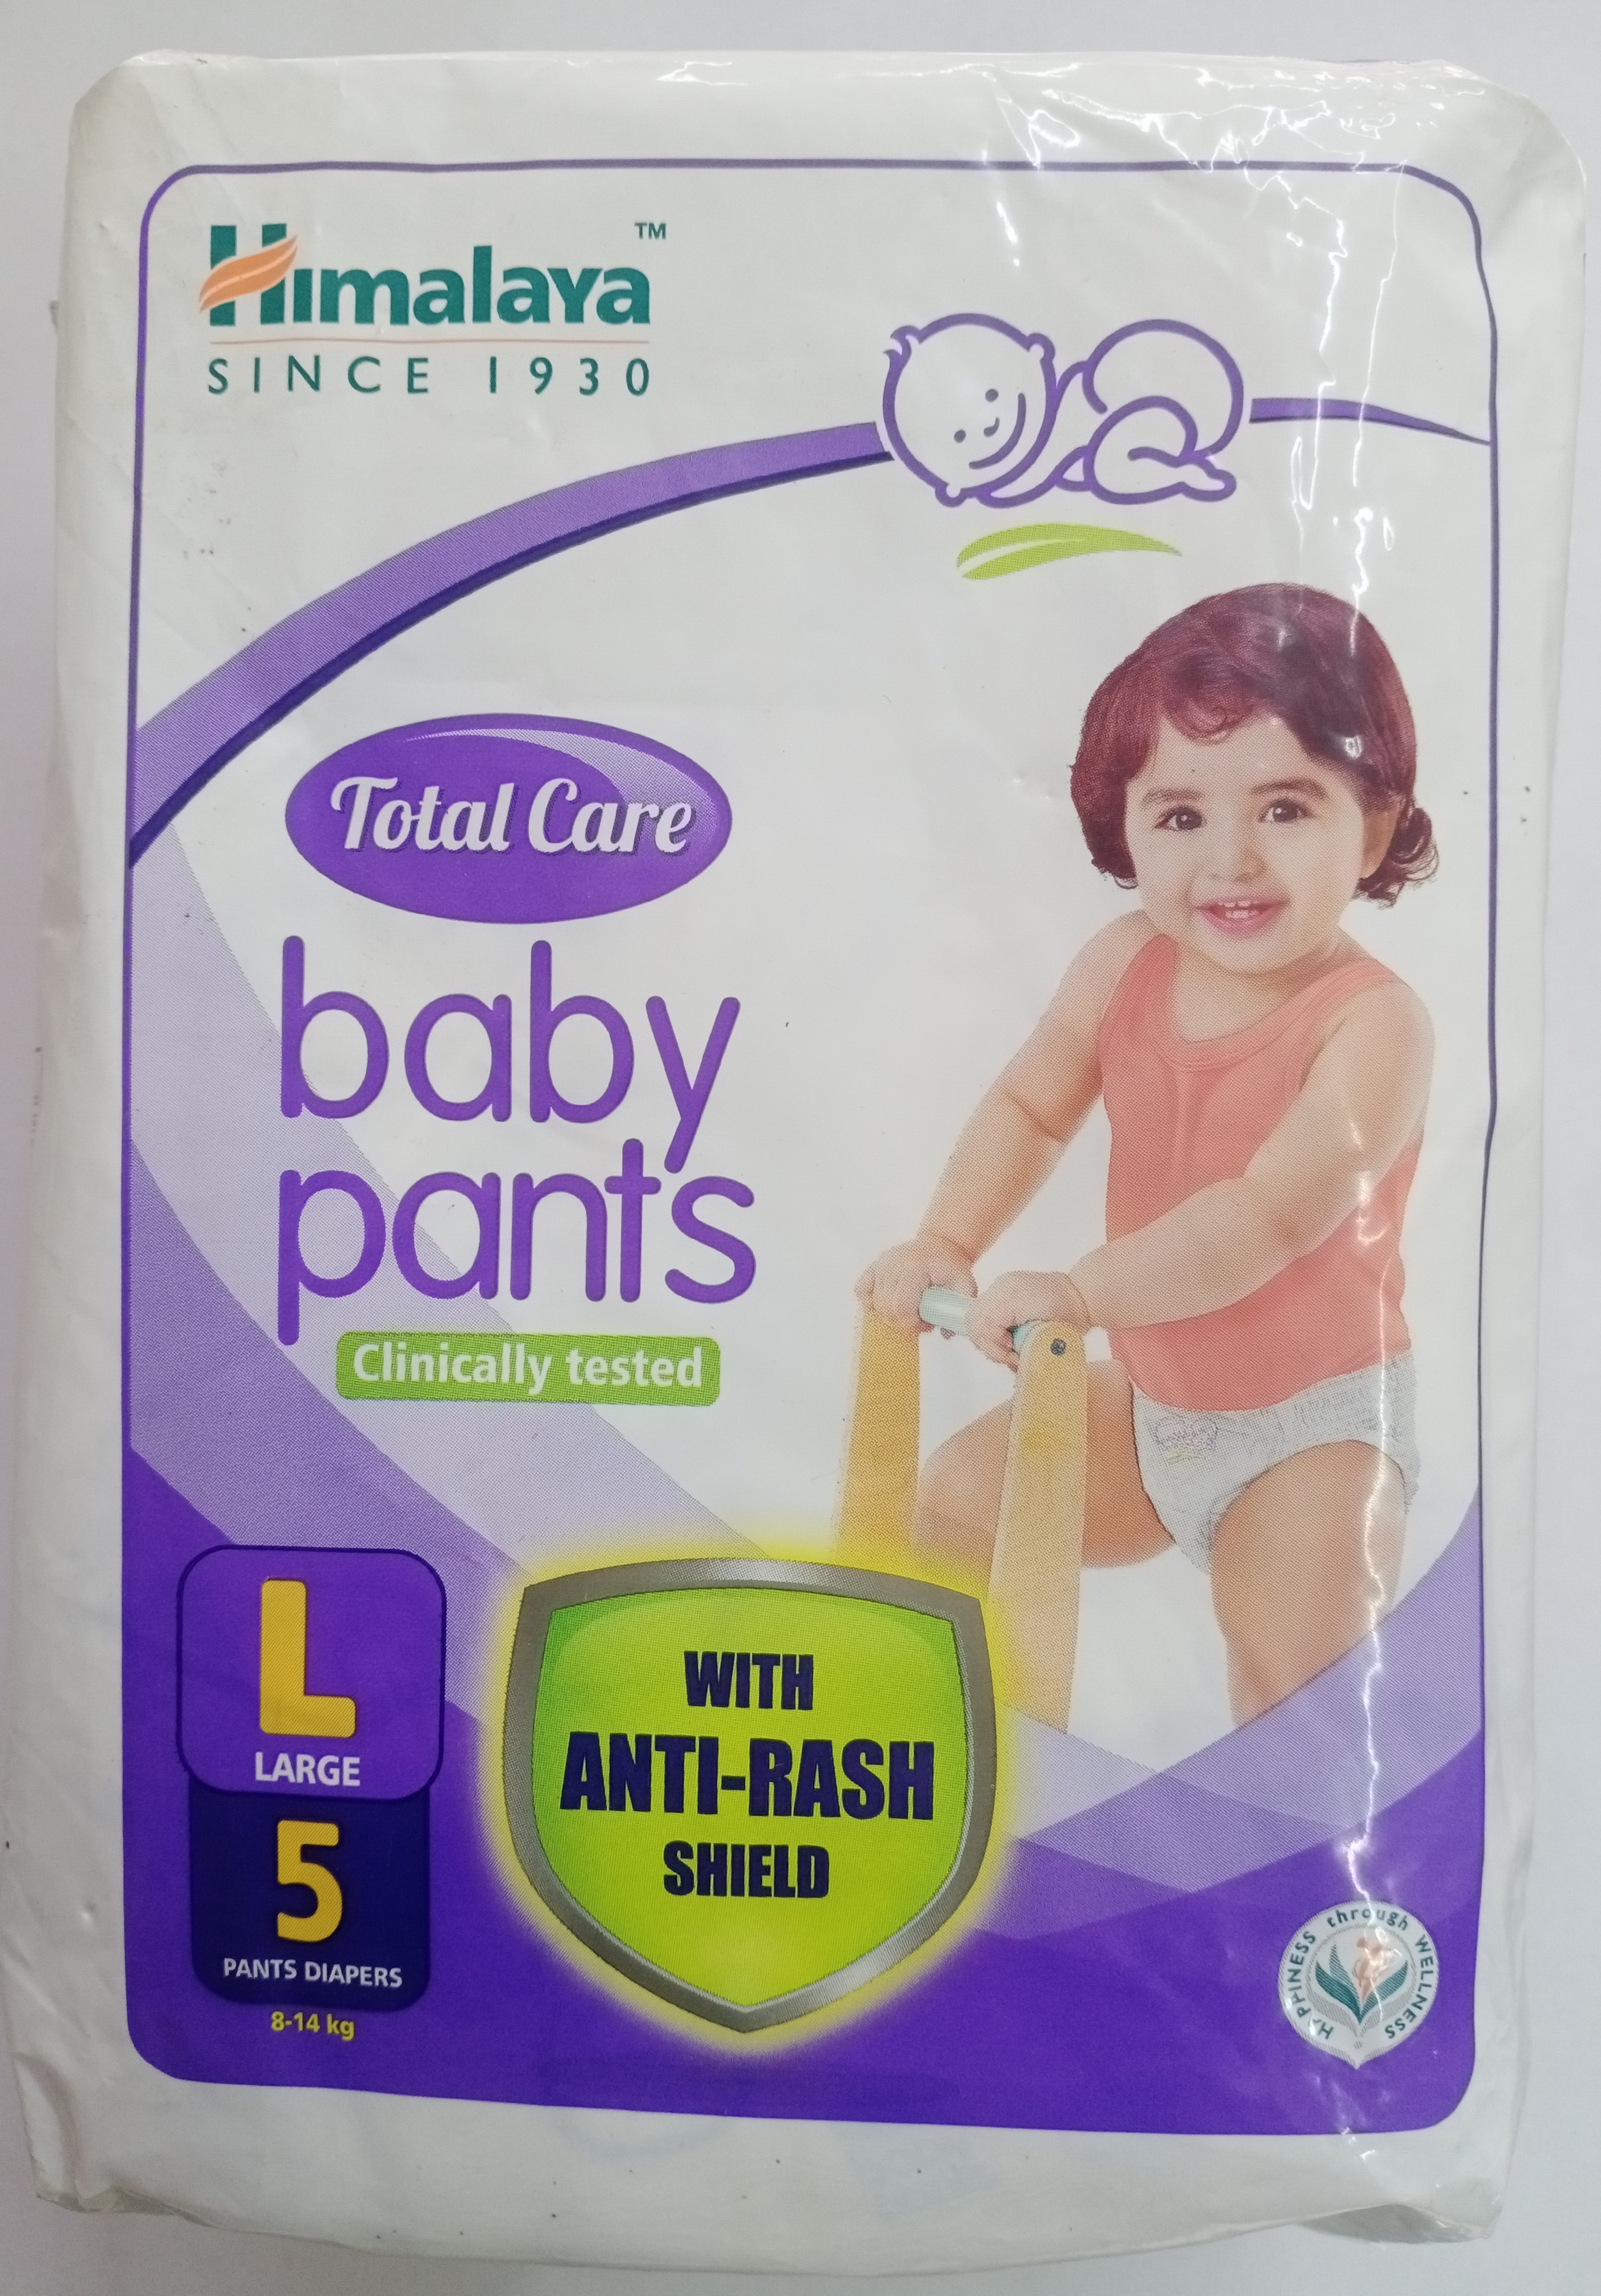 Himalaya™
SINCE 1930
Total Care
baby
pants
Clinically tested
L
LARGE
5
PANTS DIAPERS
8-14 kg
WITH
ANTI-RASH
SHIELD
HAPPINESS through WELLNESS